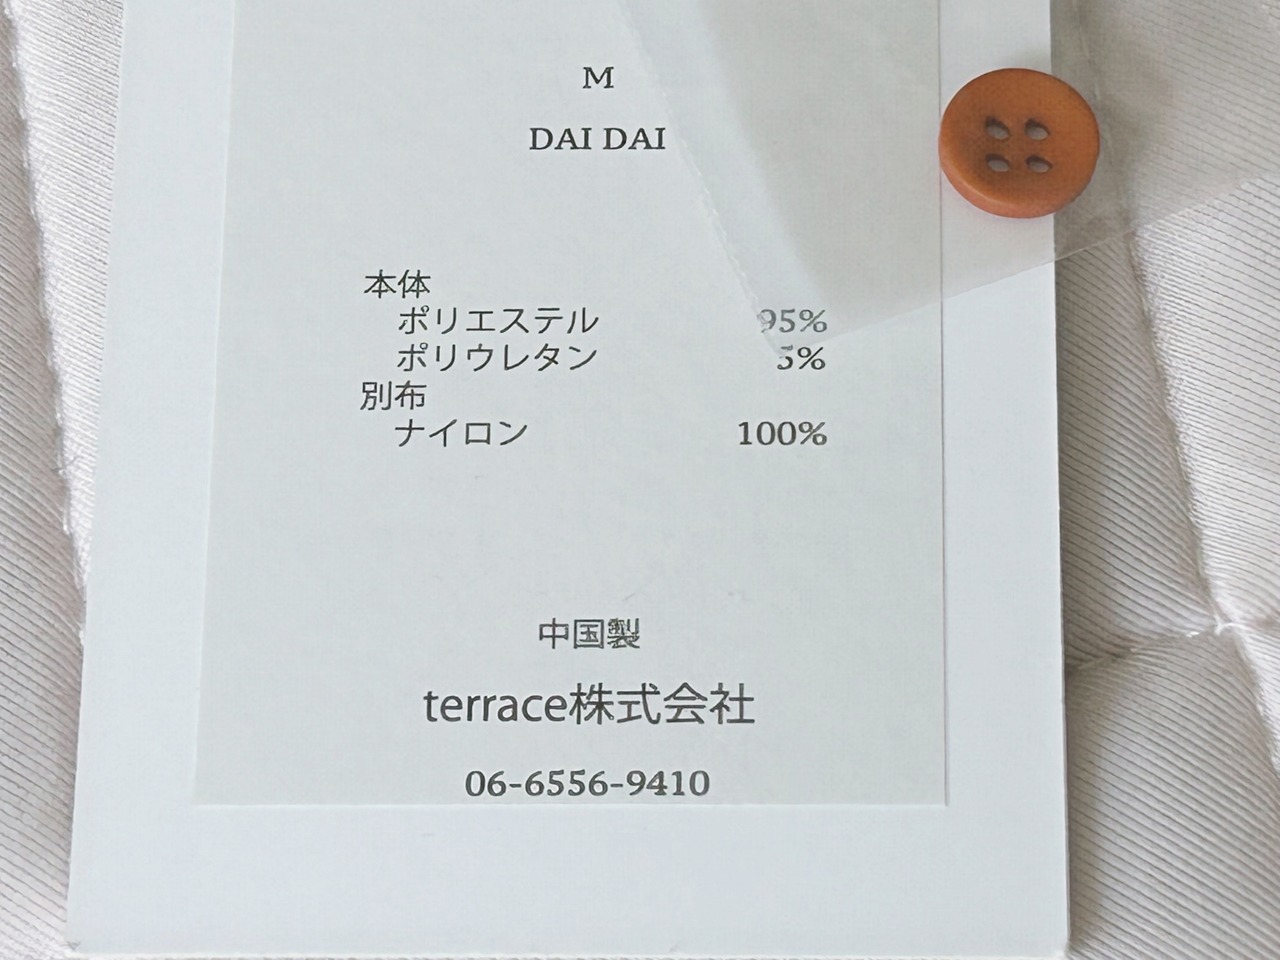 M
DAI DAI
本体
ポリエステル 95%
ポリウレタン 5%
別布
ナイロン 100%
中国製
terrace株式会社
06-6556-9410